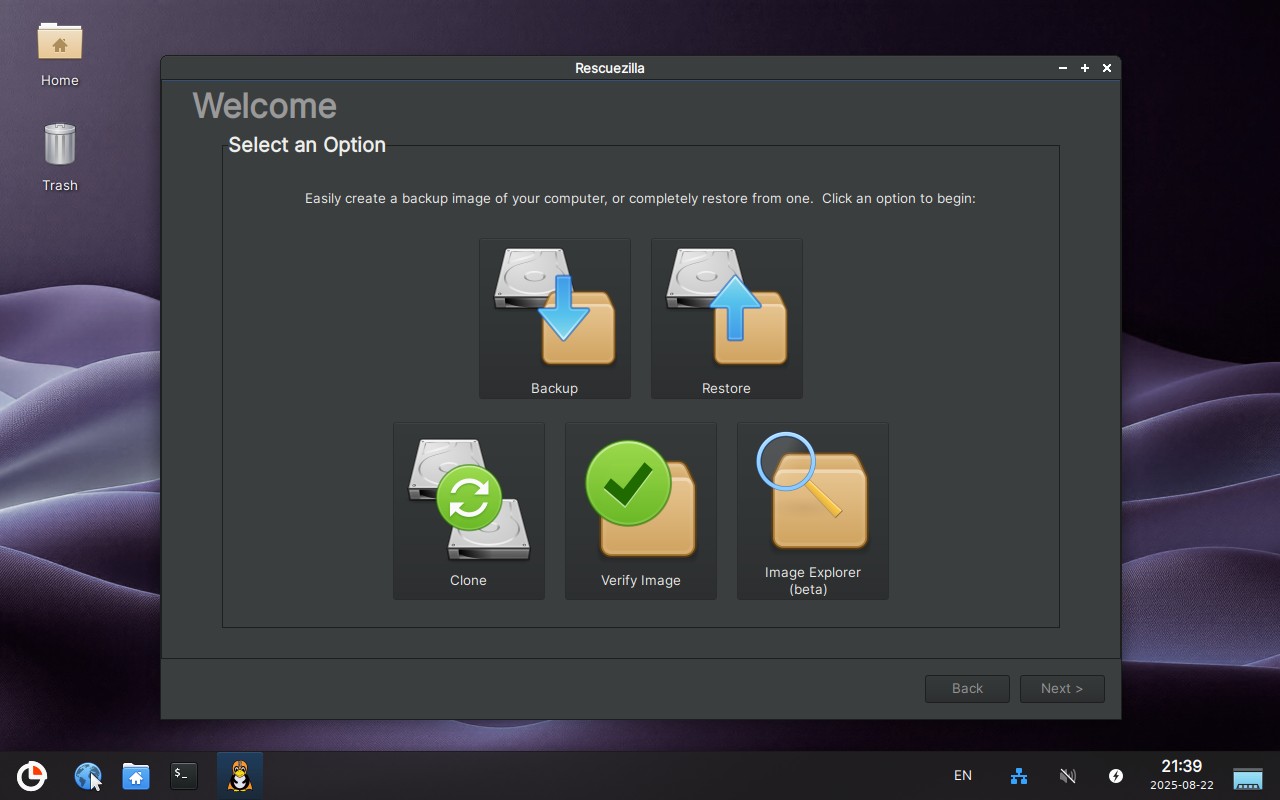 Home
Trash
Rescuezilla
Welcome
Select an Option
Easily create a backup image of your computer, or completely restore from one.  Click an option to begin:
Backup
Restore
Clone
Verify Image
Image Explorer
(beta)
Back
Next >
$_
EN
21:39
2025-08-22